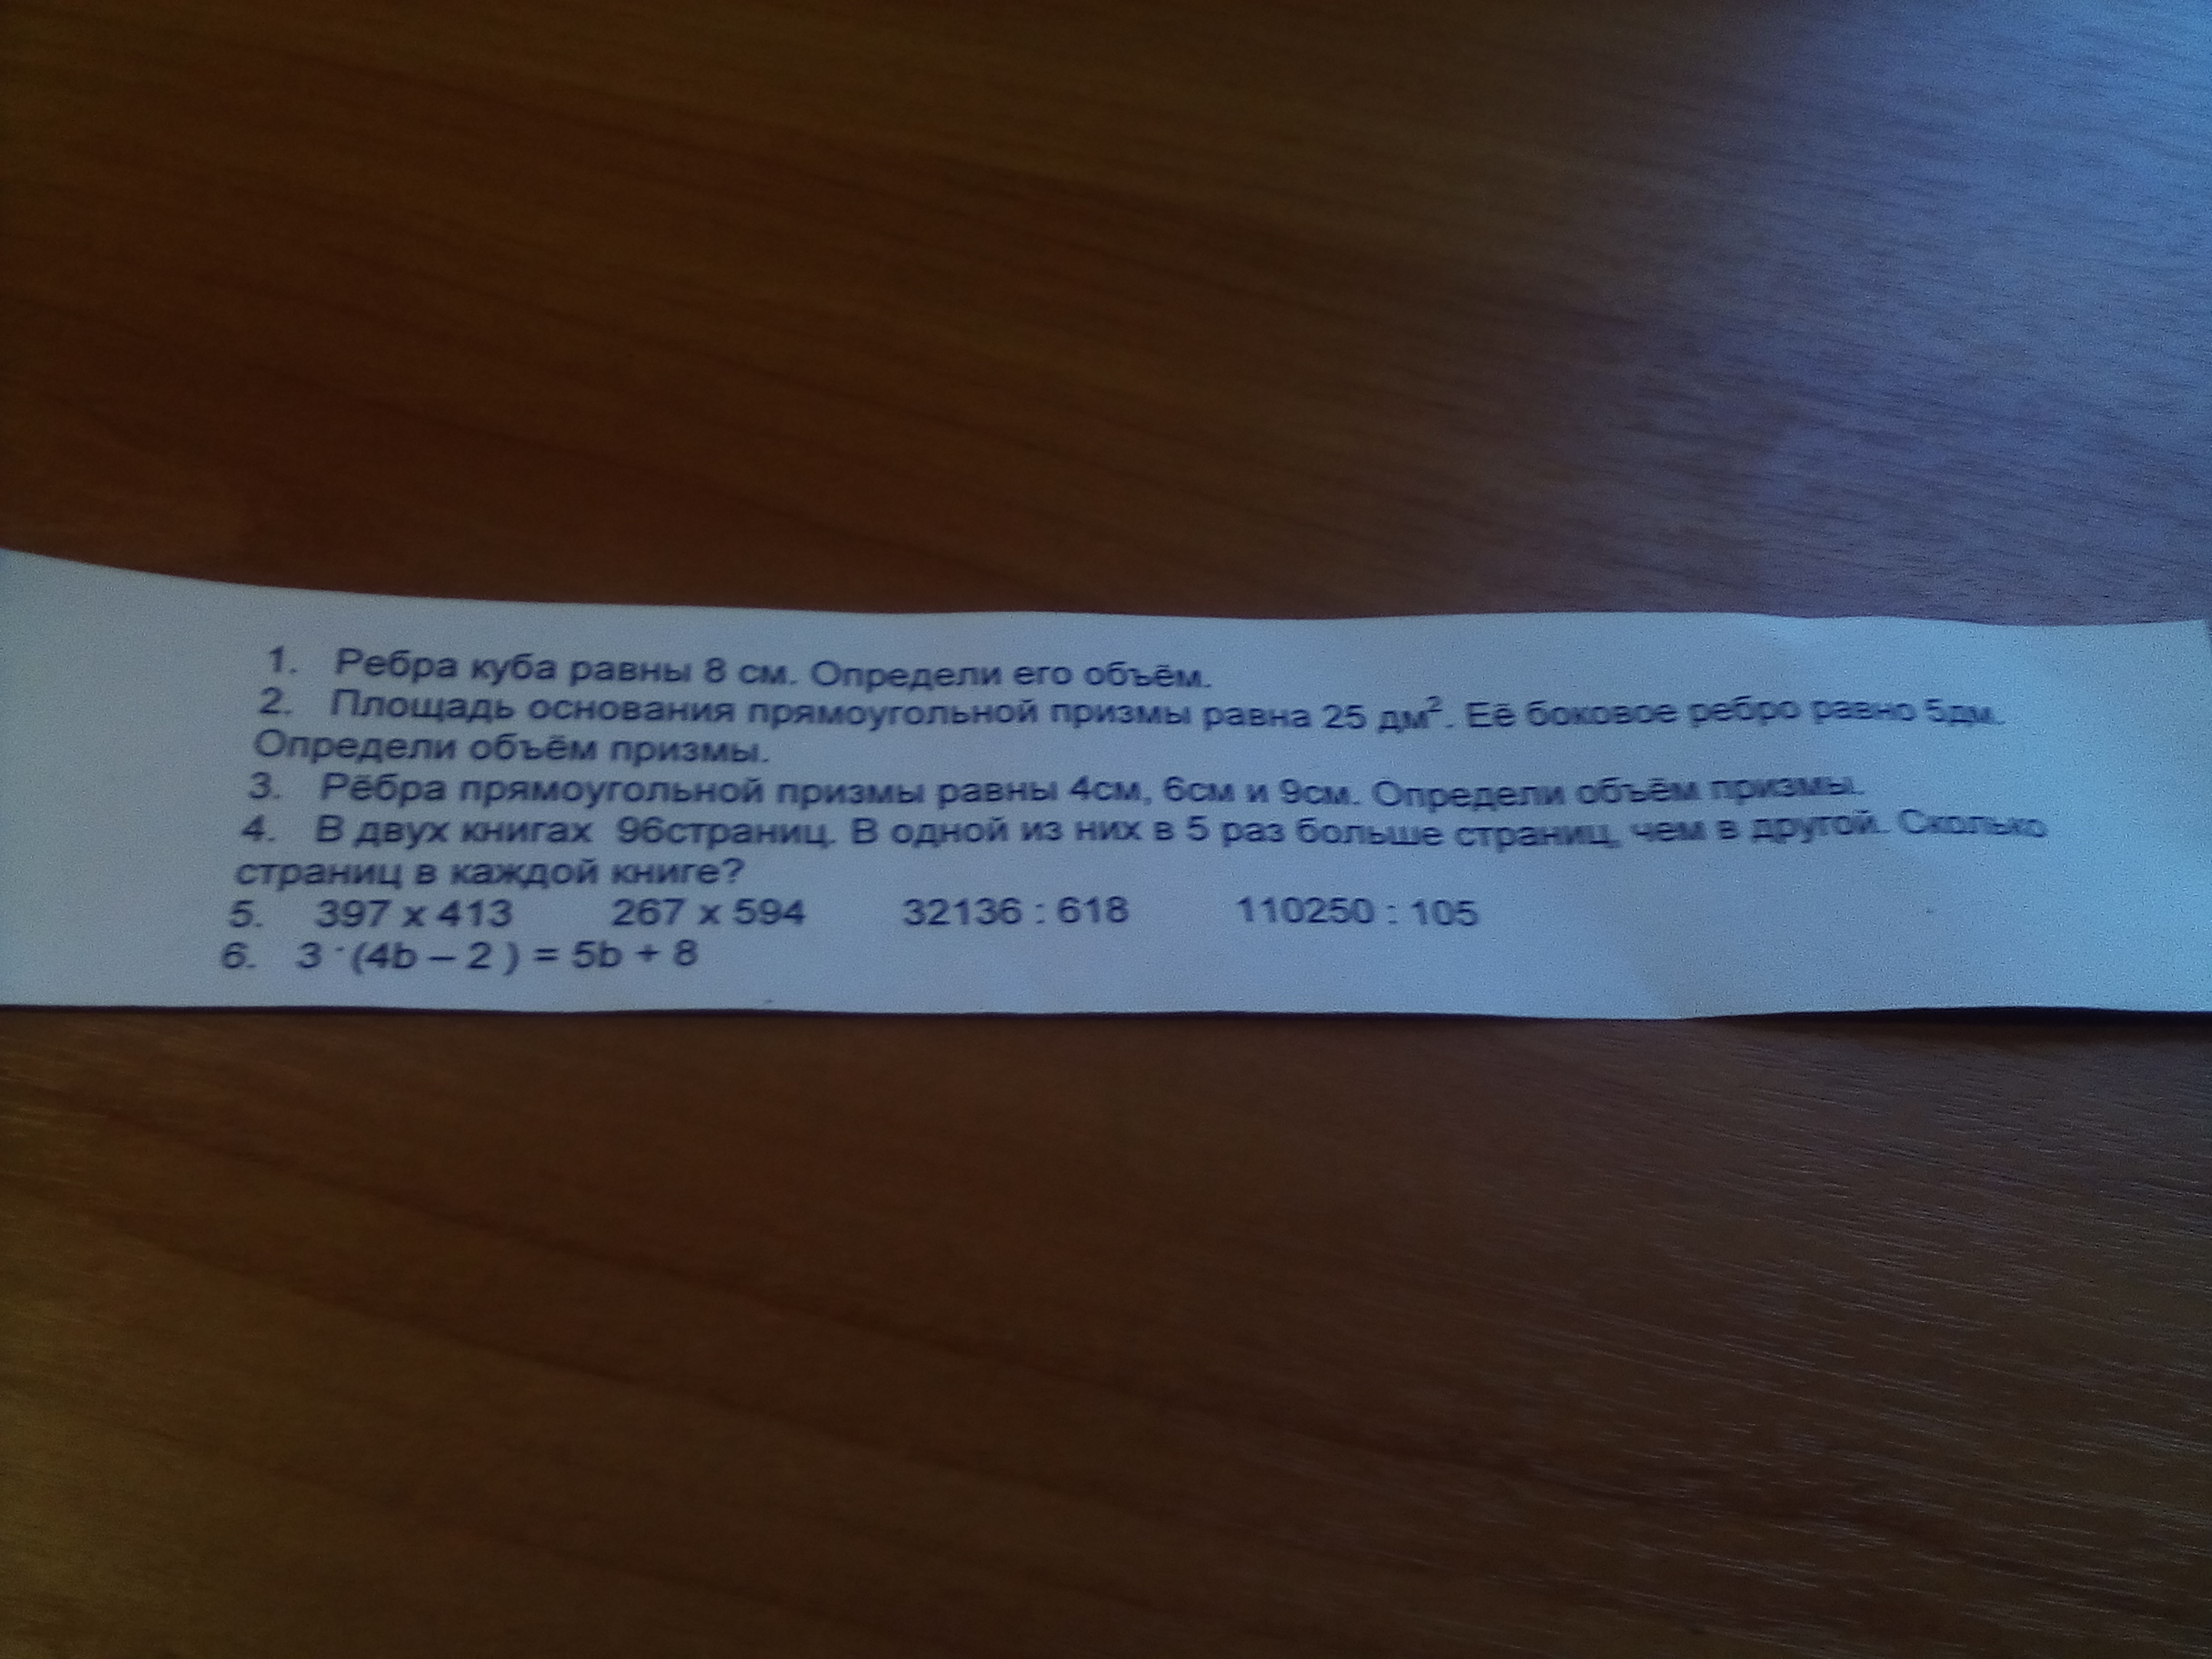 1. Ребра куба равны 8 см. Определи его объём.
2. Площадь основания прямоугольной призмы равна 25 дм². Её боковое ребро равно 5дм.
Определи объём призмы.
3. Рёбра прямоугольной призмы равны 4см, 6см и 9см. Определи объём призмы.
4. В двух книгах 96страниц. В одной из них в 5 раз больше страниц, чем в другой. Сколько
страниц в каждой книге?
5. 397 х 413 267 х 594 32136 : 618 110250 : 105
6. 3 · (4b – 2 ) = 5b + 8